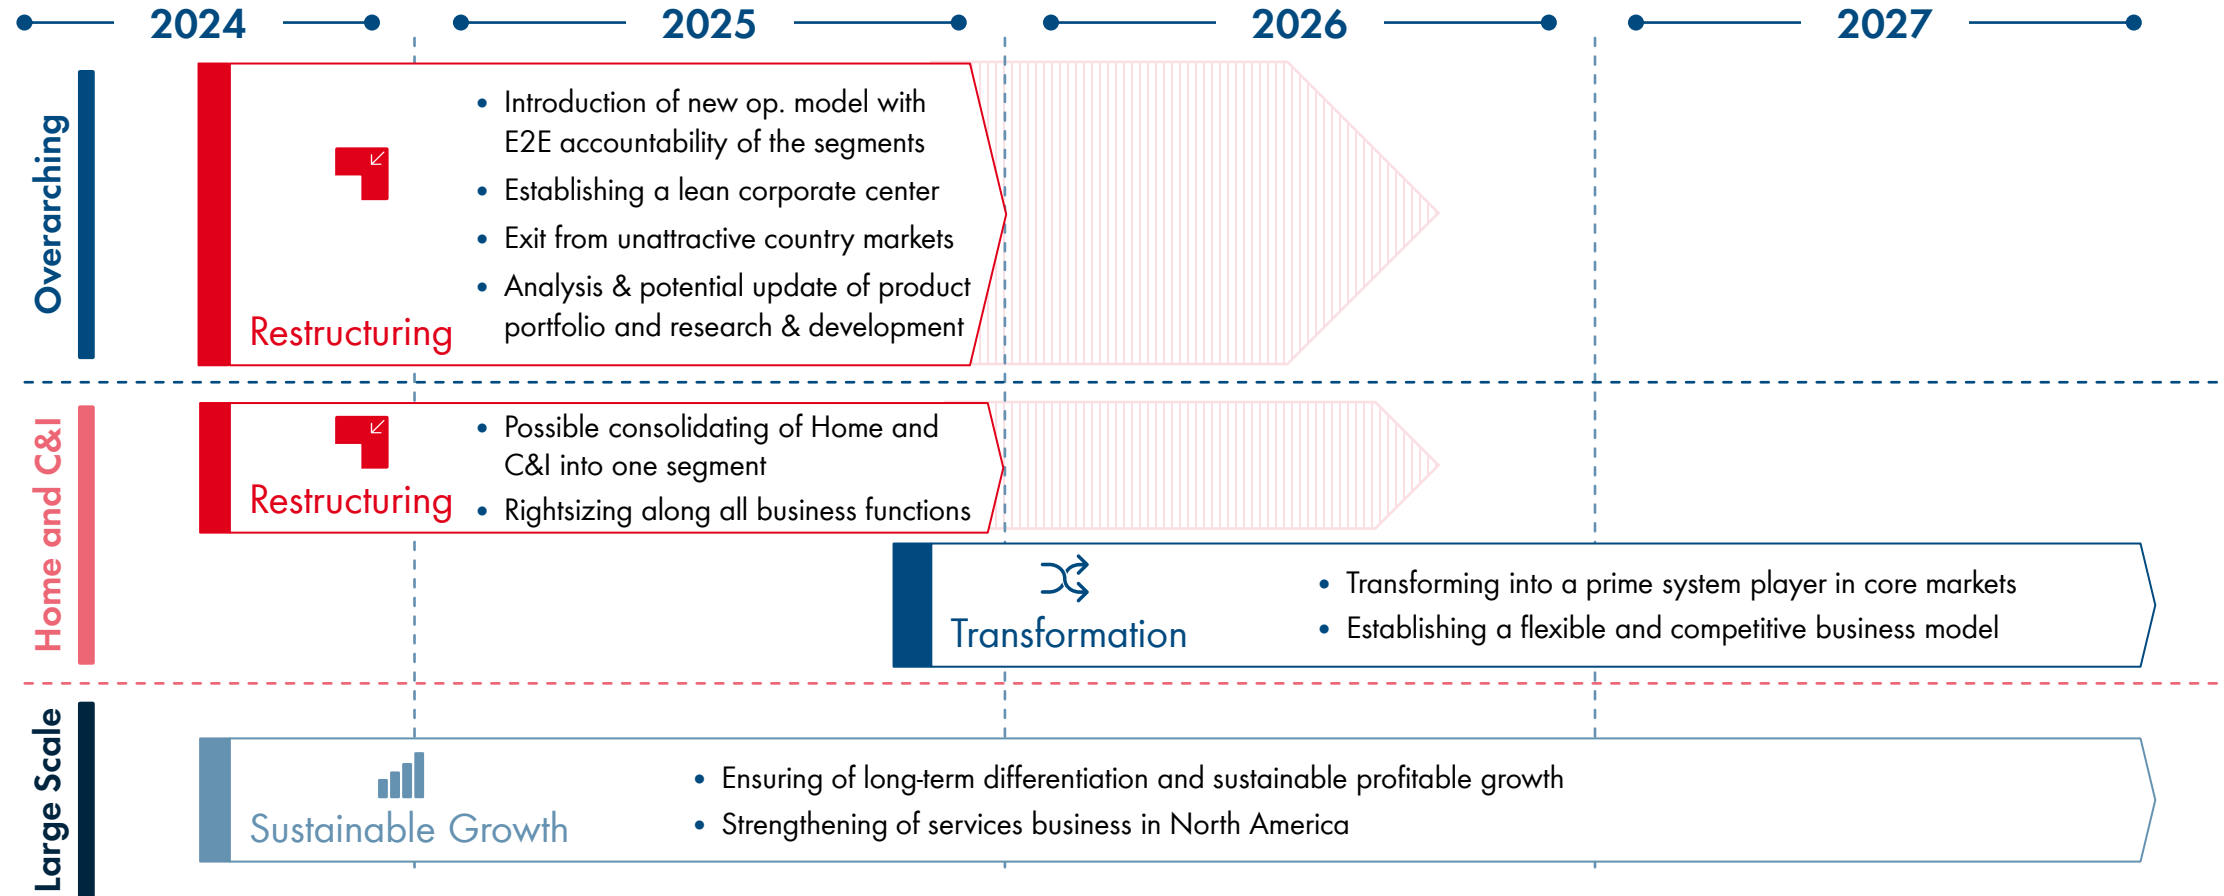 2024 2025 2026 2027
Overarching
Restructuring
• Introduction of new op. model with
E2E accountability of the segments
• Establishing a lean corporate center
• Exit from unattractive country markets
• Analysis & potential update of product
portfolio and research & development
Home and C&I
Restructuring
• Possible consolidating of Home and
C&I into one segment
• Rightsizing along all business functions
Transformation
• Transforming into a prime system player in core markets
• Establishing a flexible and competitive business model
Large Scale
Sustainable Growth
• Ensuring of long-term differentiation and sustainable profitable growth
• Strengthening of services business in North America